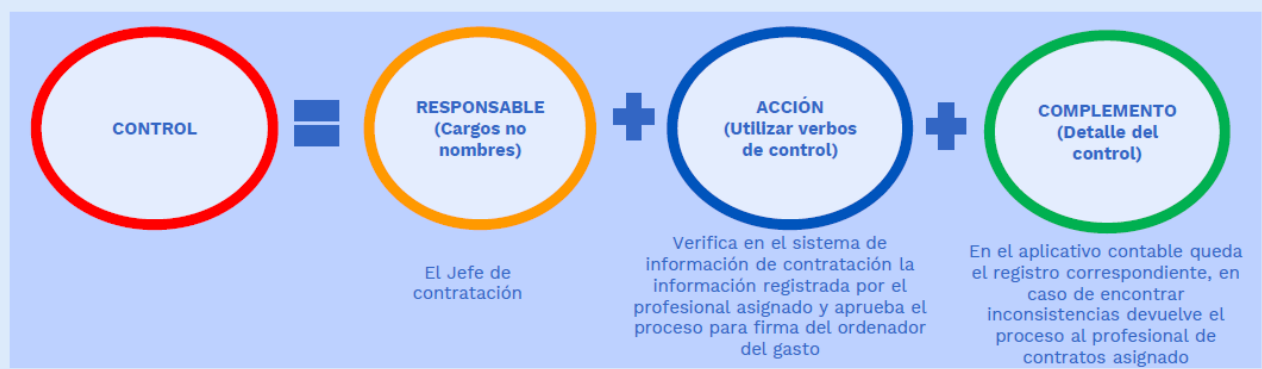 CONTROL
RESPONSABLE
(Cargos no
nombres)
ACCIÓN
(Utilizar verbos
de control)
COMPLEMENTO
(Detalle del
control)
El Jefe de
contratación
Verifica en el sistema de
información de contratación la
información registrada por el
profesional asignado y aprueba el
proceso para firma del ordenador
del gasto
En el aplicativo contable queda
el registro correspondiente, en
caso de encontrar
inconsistencias devuelve el
proceso al profesional de
contratos asignado